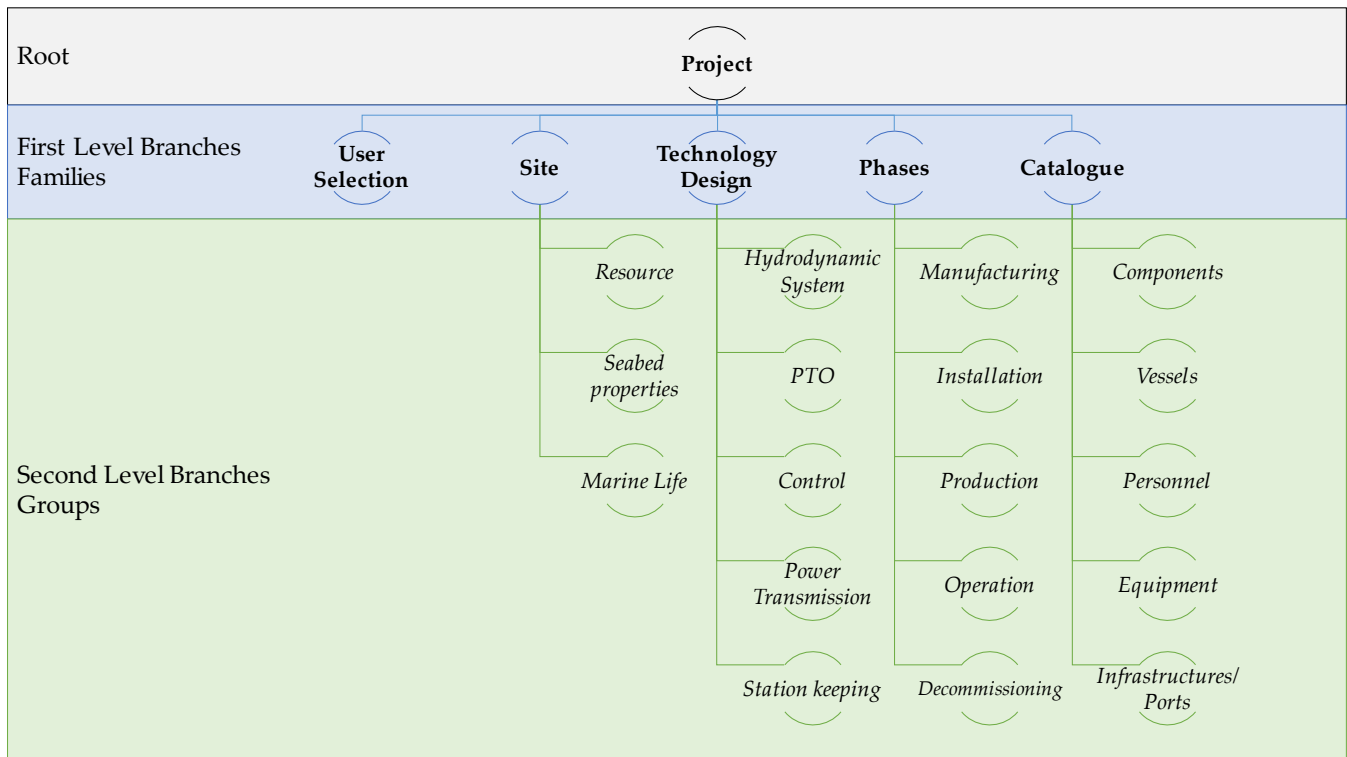 Root
Project
First Level Branches
Families
User
Selection
Site
Technology
Design
Phases
Catalogue
Second Level Branches
Groups
Resource
Seabed
properties
Marine Life
Hydrodynamic
System
PTO
Control
Power
Transmission
Station keeping
Manufacturing
Installation
Production
Operation
Decommissioning
Components
Vessels
Personnel
Equipment
Infrastructures/
Ports